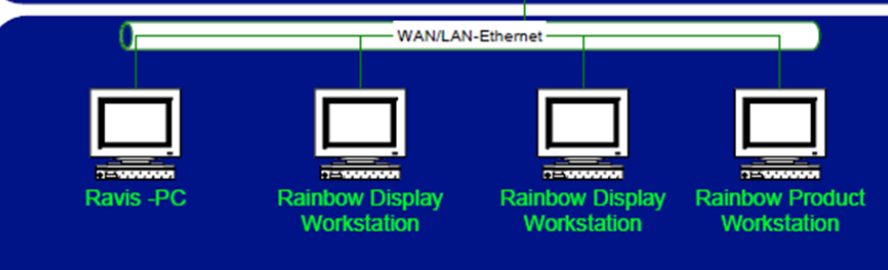 WAN/LAN-Ethernet
Ravis -PC
Rainbow Display
Workstation
Rainbow Display
Workstation
Rainbow Product
Workstation